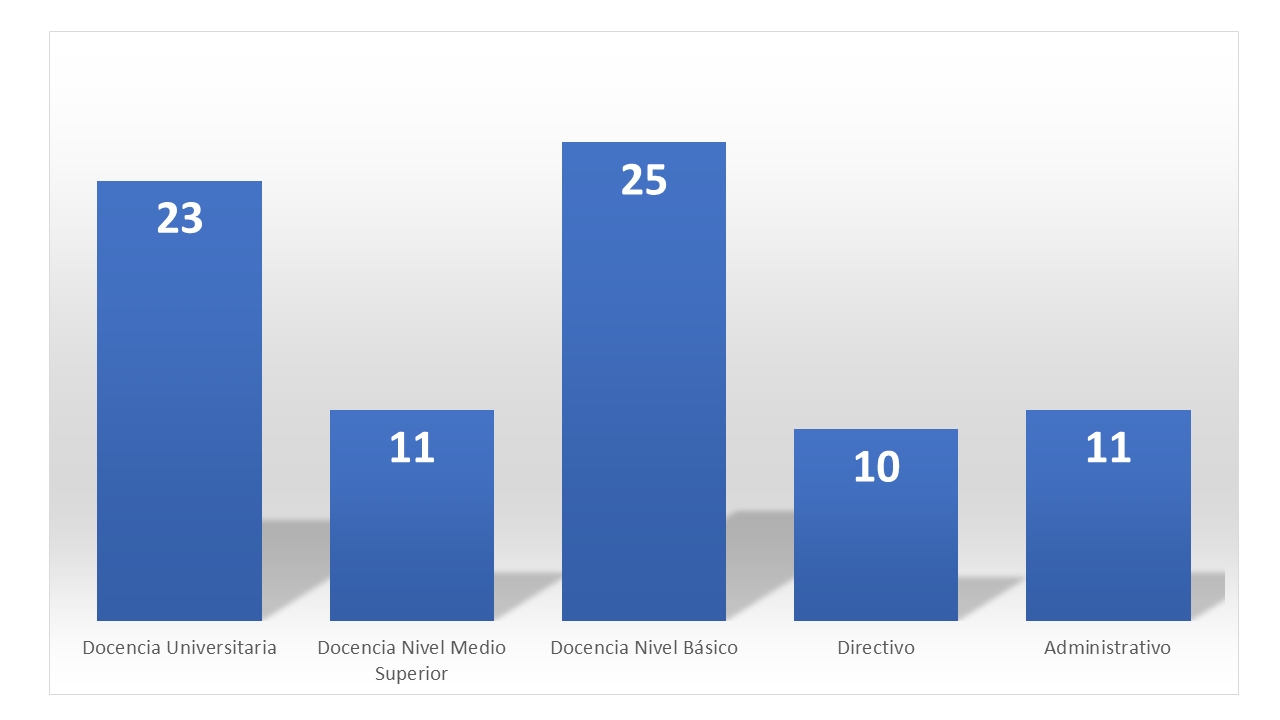 23
11
25
10
11
Docencia Universitaria
Docencia Nivel Medio
Superior
Docencia Nivel Básico
Directivo
Administrativo